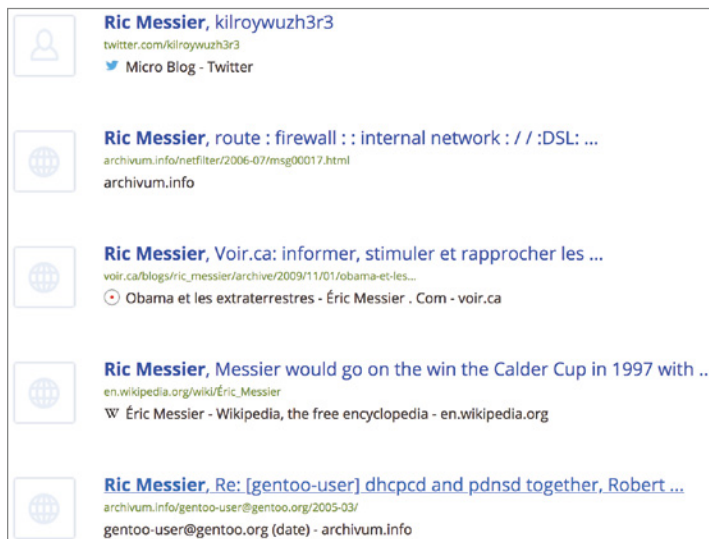 Ric Messier, kilroywuzh3r3
twitter.com/kilroywuzh3r3
Micro Blog - Twitter
Ric Messier, route : firewall : : internal network : / / :DSL: ...
archivum.info/netfilter/2006-07/msg00017.html
archivum.info
Ric Messier, Voir.ca: informer, stimuler et rapprocher les ...
voir.ca/blogs/ric_messier/archive/2009/11/01/obama-et-les...
Obama et les extraterrestres - Éric Messier . Com - voir.ca
Ric Messier, Messier would go on the win the Calder Cup in 1997 with ..
en.wikipedia.org/wiki/Éric_Messier
W Éric Messier - Wikipedia, the free encyclopedia - en.wikipedia.org
Ric Messier, Re: [gentoo-user] dhcpcd and pdnsd together, Robert ...
archivum.info/gentoo-user@gentoo.org/2005-03/
gentoo-user@gentoo.org (date) - archivum.info